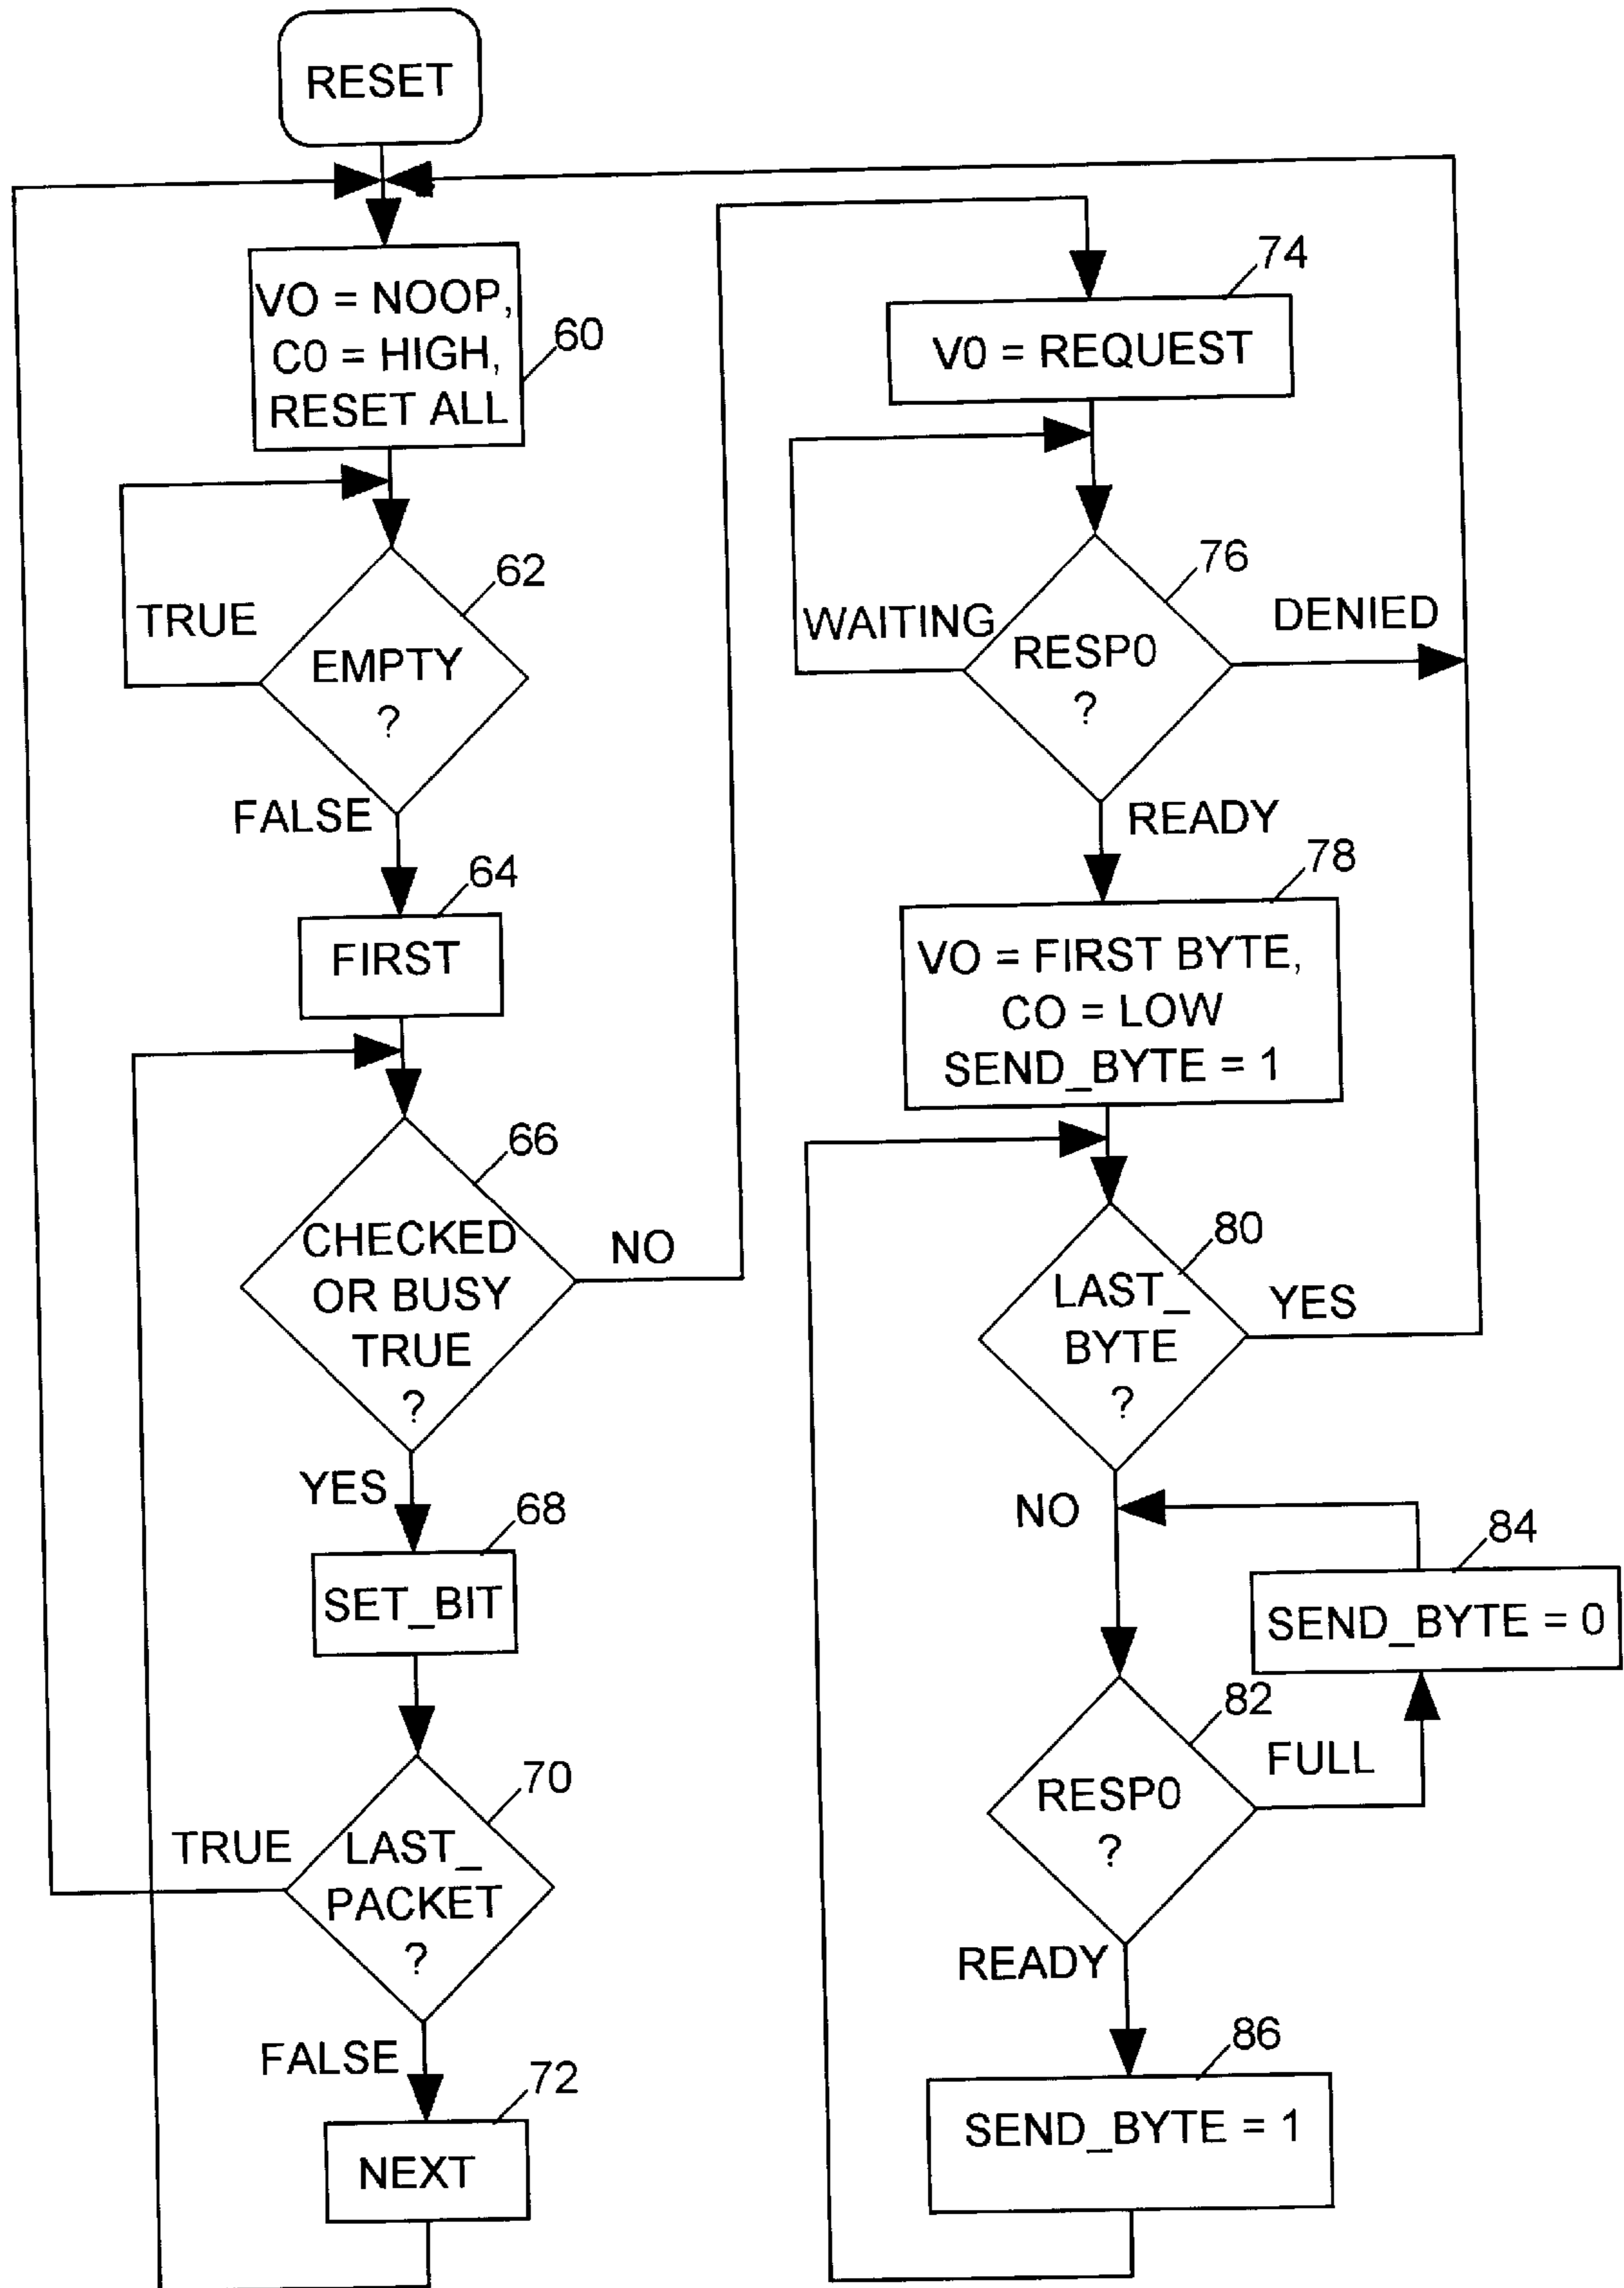 RESET
VO = NOOP,
C0 = HIGH,
RESET ALL
60
62
TRUE
EMPTY
?
FALSE
64
FIRST
66
CHECKED
OR BUSY
TRUE
?
NO
YES
68
SET_BIT
70
TRUE
LAST_
PACKET
?
FALSE
72
NEXT
74
V0 = REQUEST
76
WAITING
RESP0
?
DENIED
READY
78
VO = FIRST BYTE,
CO = LOW
SEND_BYTE = 1
80
LAST_
BYTE
?
YES
NO
84
SEND_BYTE = 0
82
RESP0
?
FULL
READY
86
SEND_BYTE = 1